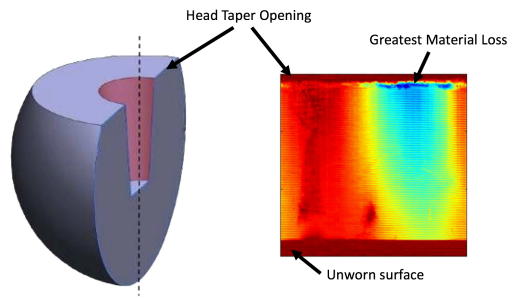 Head Taper Opening
Greatest Material Loss
Unworn surface